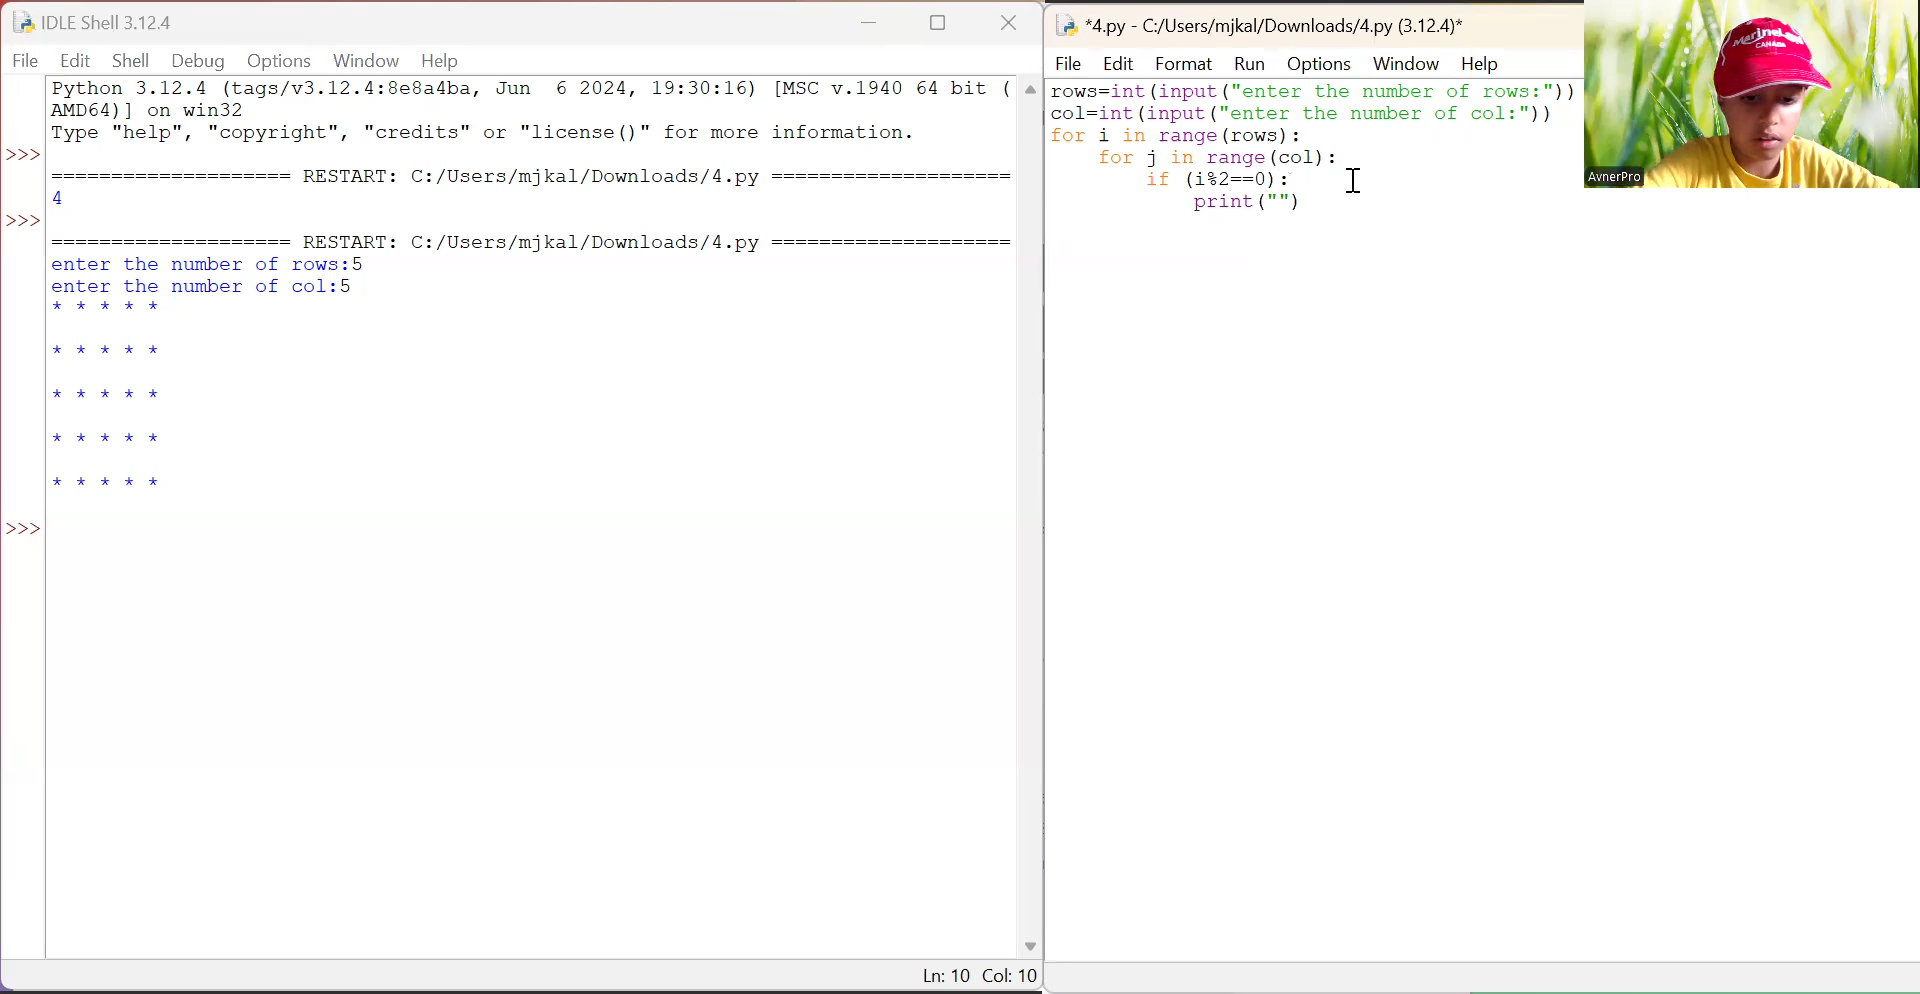 IDLE Shell 3.12.4
File Edit Shell Debug Options Window Help
Python 3.12.4 (tags/v3.12.4:8e8a4ba, Jun  6 2024, 19:30:16) [MSC v.1940 64 bit (
AMD64)] on win32
Type "help", "copyright", "credits" or "license()" for more information.
>>>
==================== RESTART: C:/Users/mjkal/Downloads/4.py ====================
4
>>>
==================== RESTART: C:/Users/mjkal/Downloads/4.py ====================
enter the number of rows:5
enter the number of col:5
* * * * *
* * * * *
* * * * *
* * * * *
* * * * *
>>>
Ln: 10 Col: 10
*4.py - C:/Users/mjkal/Downloads/4.py (3.12.4)*
File Edit Format Run Options Window Help
rows=int(input("enter the number of rows:"))
col=int(input("enter the number of col:"))
for i in range(rows):
    for j in range(col):
        if (i%2==0):
            print("")
MarineLand
CANADA
AvnerPro